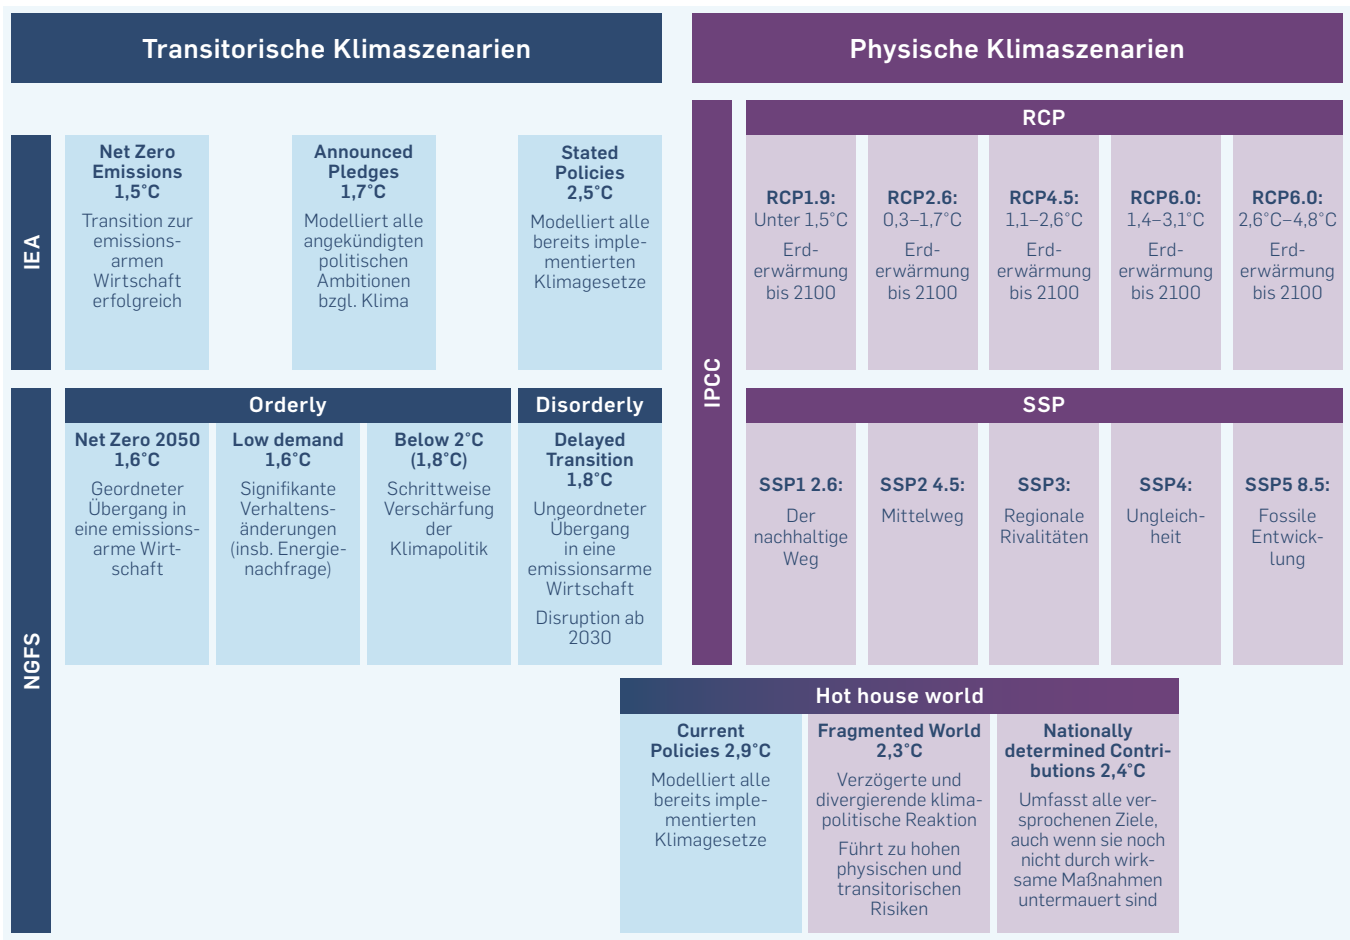 Transitorische Klimaszenarien
Physische Klimaszenarien
IEA
Net Zero
Emissions
1,5°C
Transition zur
emissions-
armen
Wirtschaft
erfolgreich
Announced
Pledges
1,7°C
Modelliert alle
angekündigten
politischen
Ambitionen
bzgl. Klima
Stated
Policies
2,5°C
Modelliert alle
bereits imple-
mentierten
Klimagesetze
NGFS
Orderly
Net Zero 2050
1,6°C
Geordneter
Übergang in
eine emissions-
arme Wirt-
schaft
Low demand
1,6°C
Signifikante
Verhaltens-
änderungen
(insb. Energie-
nachfrage)
Below 2°C
(1,8°C)
Schrittweise
Verschärfung
der
Klimapolitik
Disorderly
Delayed
Transition
1,8°C
Ungeordneter
Übergang
in eine
emissionsarme
Wirtschaft
Disruption ab
2030
IPCC
RCP
RCP1.9:
Unter 1,5°C
Erd-
erwärmung
bis 2100
RCP2.6:
0,3–1,7°C
Erd-
erwärmung
bis 2100
RCP4.5:
1,1–2,6°C
Erd-
erwärmung
bis 2100
RCP6.0:
1,4–3,1°C
Erd-
erwärmung
bis 2100
RCP6.0:
2,6°C–4,8°C
Erd-
erwärmung
bis 2100
SSP
SSP1 2.6:
Der
nachhaltige
Weg
SSP2 4.5:
Mittelweg
SSP3:
Regionale
Rivalitäten
SSP4:
Ungleich-
heit
SSP5 8.5:
Fossile
Entwick-
lung
Hot house world
Current
Policies 2,9°C
Modelliert alle
bereits imple-
mentierten
Klimagesetze
Fragmented World
2,3°C
Verzögerte und
divergierende klima-
politische Reaktion
Führt zu hohen
physischen und
transitorischen
Risiken
Nationally
determined Contri-
butions 2,4°C
Umfasst alle ver-
sprochenen Ziele,
auch wenn sie noch
nicht durch wirk-
same Maßnahmen
untermauert sind